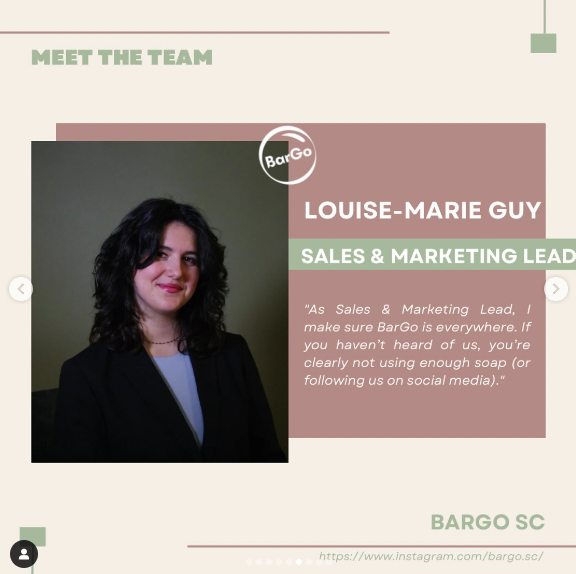 MEET THE TEAM
BarGo
LOUISE-MARIE GUY
SALES & MARKETING LEAD
"As Sales & Marketing Lead, I
make sure BarGo is everywhere. If
you haven't heard of us, you're
clearly not using enough soap (or
following us on social media)."
BARGO SC
https://www.instagram.com/bargo.sc/